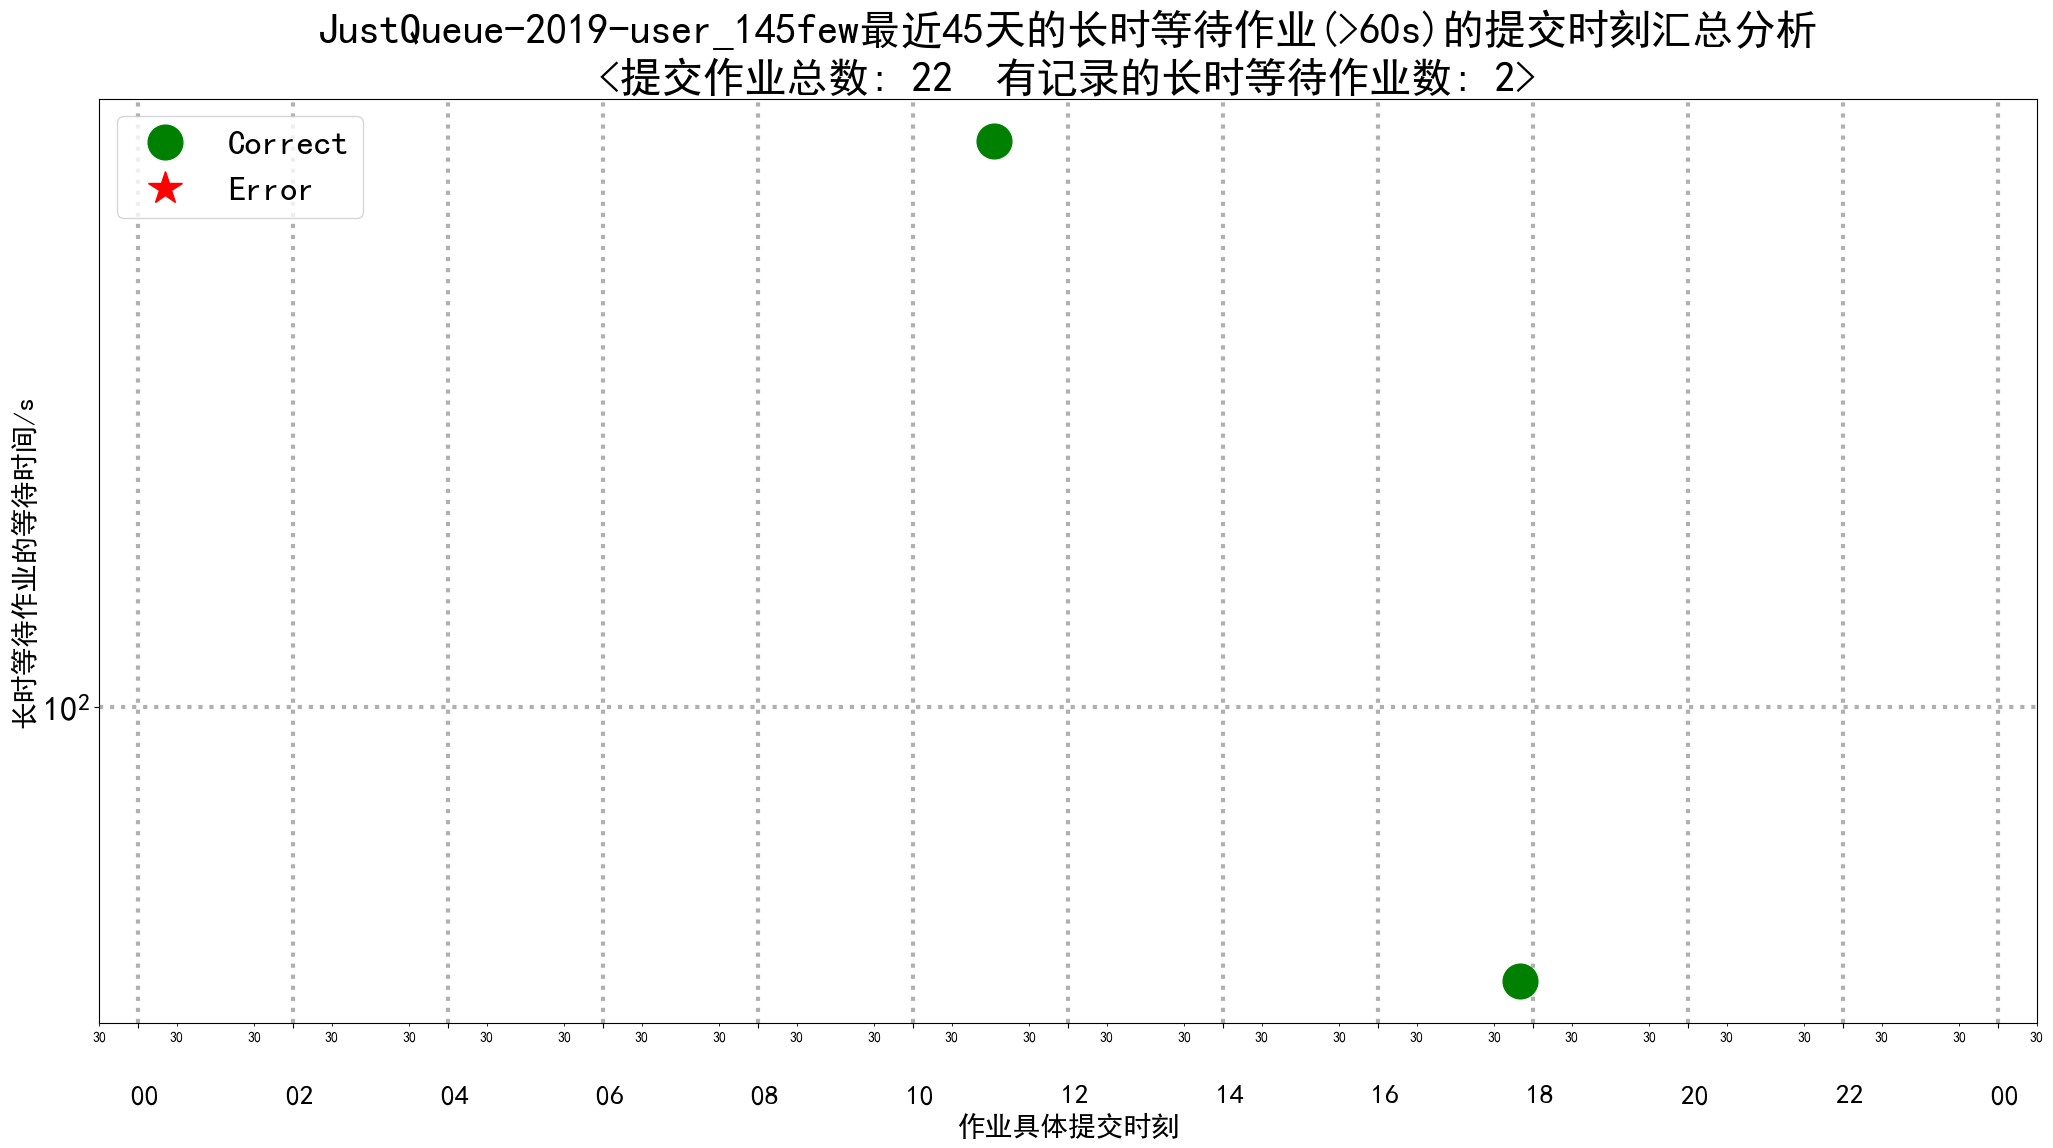 JustQueue-2019-user_145few最近45天的长时等待作业(>60s)的提交时刻汇总分析
<提交作业总数: 22  有记录的长时等待作业数: 2>
Correct
Error
长时等待作业的等待时间/s
10²
30 30 30 30 30 30 30 30 30 30 30 30 30 30 30 30 30 30 30 30 30 30 30 30 30 30
00 02 04 06 08 10 12 14 16 18 20 22 00
作业具体提交时刻